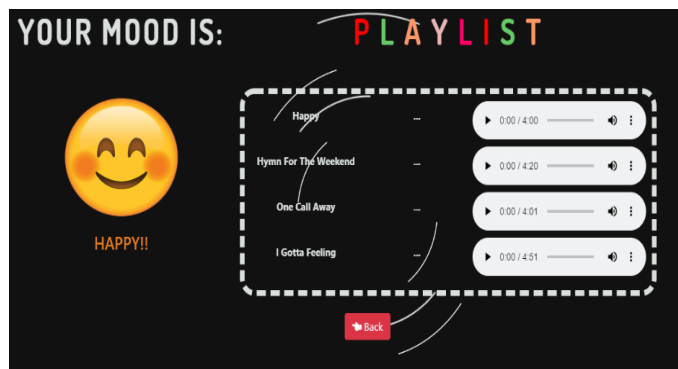 YOUR MOOD IS:
PLAYLIST
Happy ... 0:00 / 4:00
Hymn For The Weekend ... 0:00 / 4:20
One Call Away ... 0:00 / 4:01
I Gotta Feeling ... 0:00 / 4:51
HAPPY!!
Back